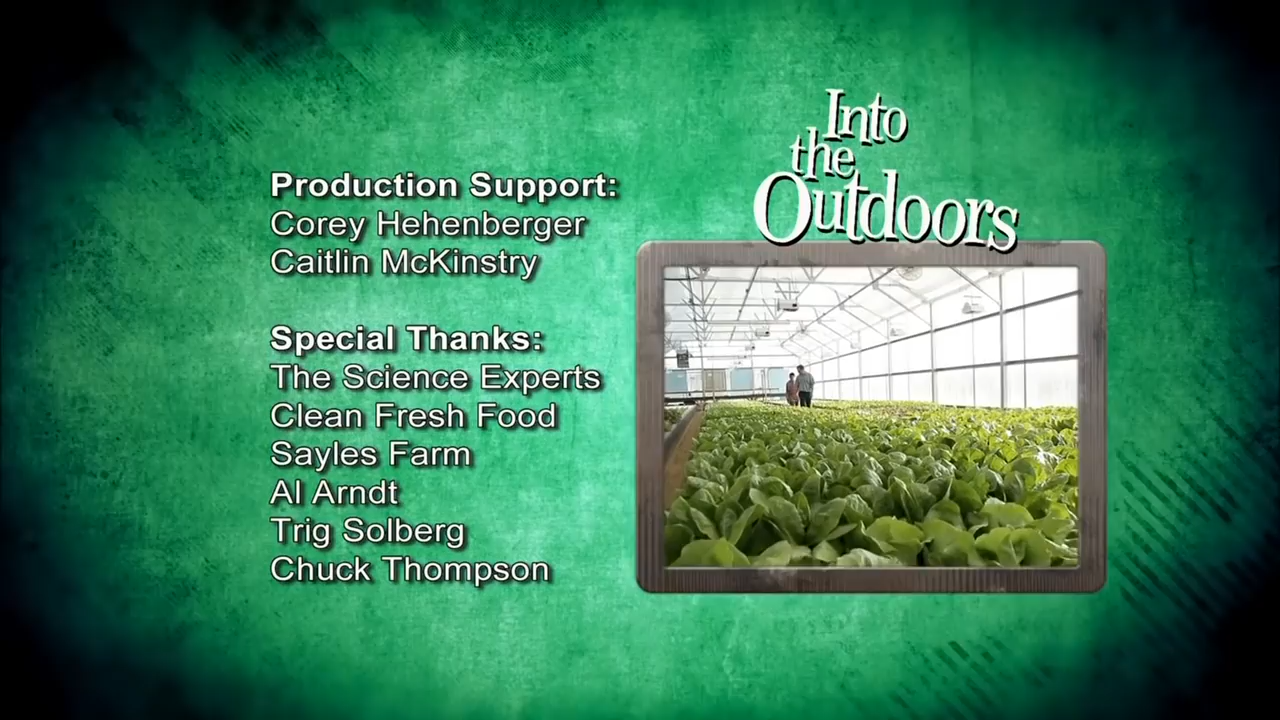 Production Support:
Corey Hehenberger
Caitlin McKinstry
Special Thanks:
The Science Experts
Clean Fresh Food
Sayles Farm
Al Arndt
Trig Solberg
Chuck Thompson
Into
the
Outdoors